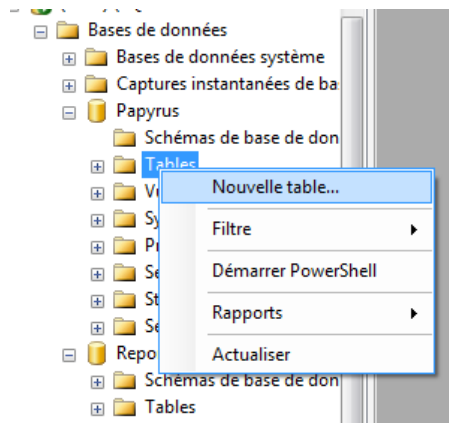 Bases de données
Bases de données système
Captures instantanées de ba
Papyrus
Schémas de base de don
Tables
Nouvelle table...
Filtre
Démarrer PowerShell
Rapports
Actualiser
Schémas de base de don
Tables